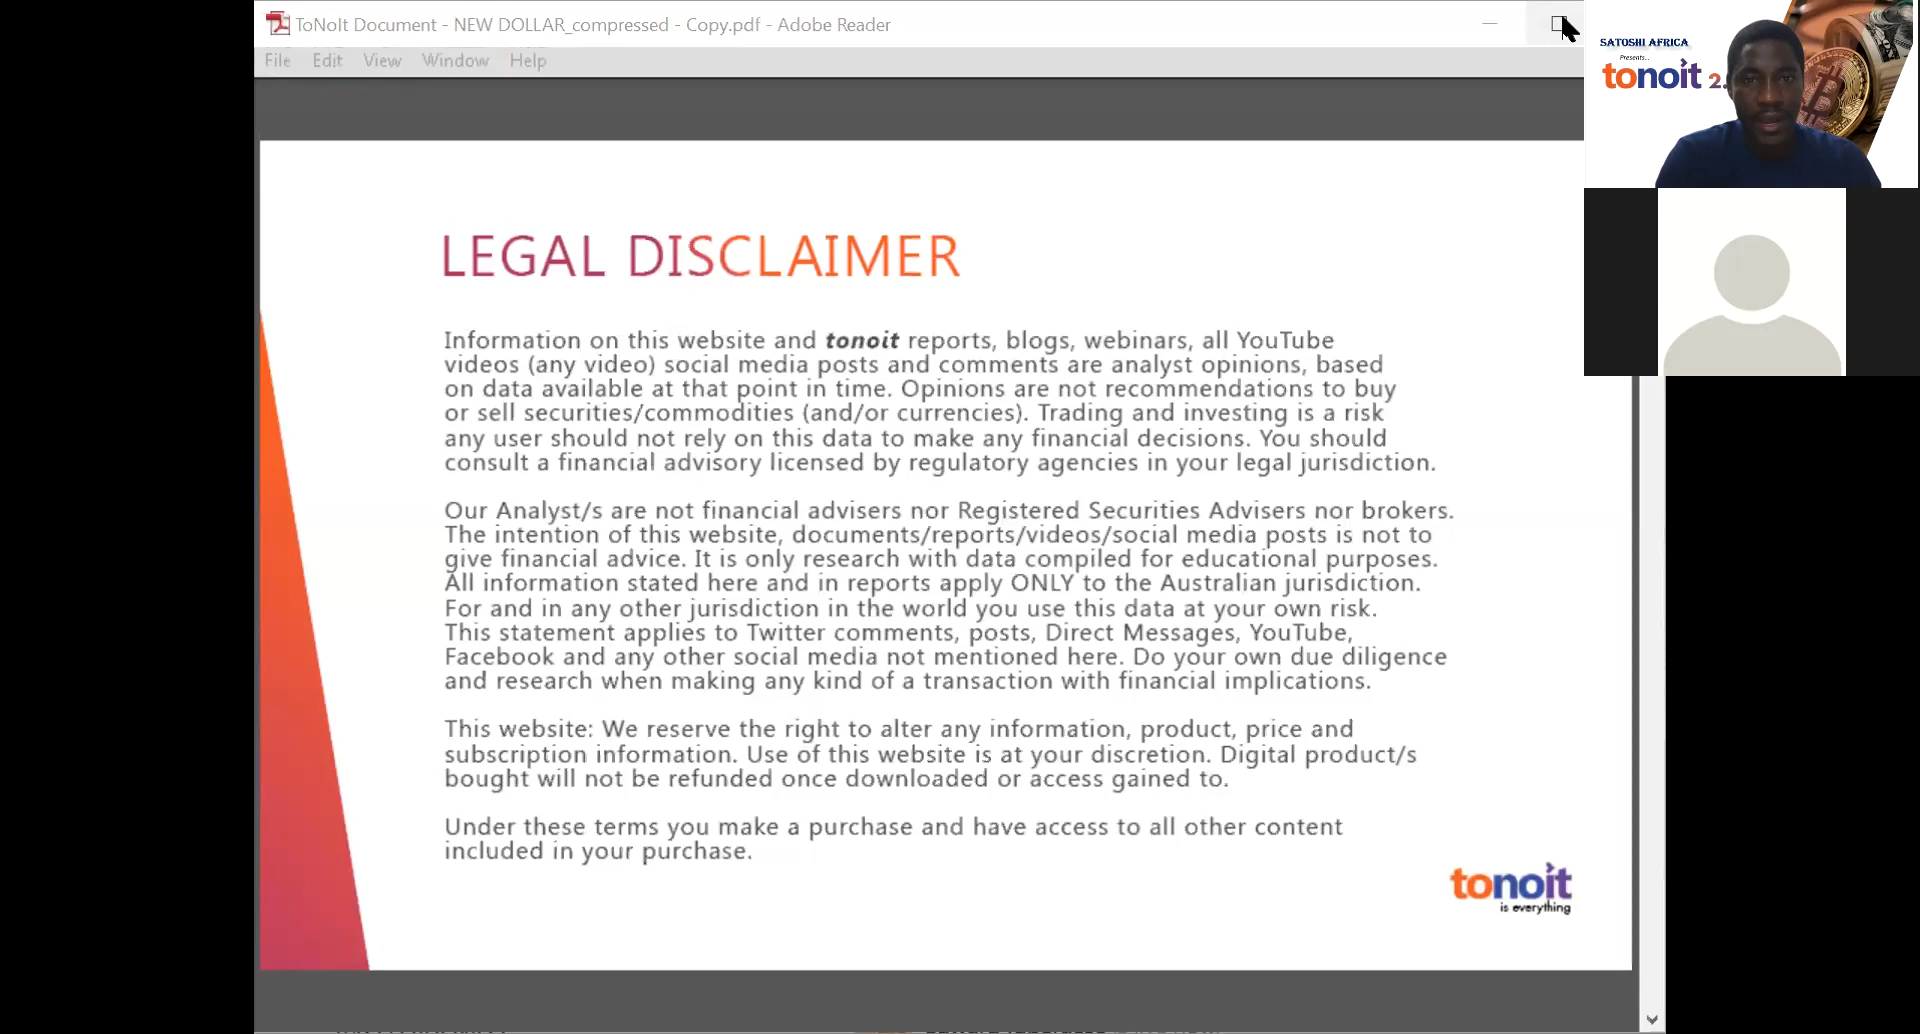 ToNoIt Document - NEW DOLLAR_compressed - Copy.pdf - Adobe Reader
File Edit View Window Help
SATOSHI AFRICA
Presents...
tonoit 2.
LEGAL DISCLAIMER
Information on this website and tonoit reports, blogs, webinars, all YouTube
videos (any video) social media posts and comments are analyst opinions, based
on data available at that point in time. Opinions are not recommendations to buy
or sell securities/commodities (and/or currencies). Trading and investing is a risk
any user should not rely on this data to make any financial decisions. You should
consult a financial advisory licensed by regulatory agencies in your legal jurisdiction.
Our Analyst/s are not financial advisers nor Registered Securities Advisers nor brokers.
The intention of this website, documents/reports/videos/social media posts is not to
give financial advice. It is only research with data compiled for educational purposes.
All information stated here and in reports apply ONLY to the Australian jurisdiction.
For and in any other jurisdiction in the world you use this data at your own risk.
This statement applies to Twitter comments, posts, Direct Messages, YouTube,
Facebook and any other social media not mentioned here. Do your own due diligence
and research when making any kind of a transaction with financial implications.
This website: We reserve the right to alter any information, product, price and
subscription information. Use of this website is at your discretion. Digital product/s
bought will not be refunded once downloaded or access gained to.
Under these terms you make a purchase and have access to all other content
included in your purchase.
tonoit
is everything